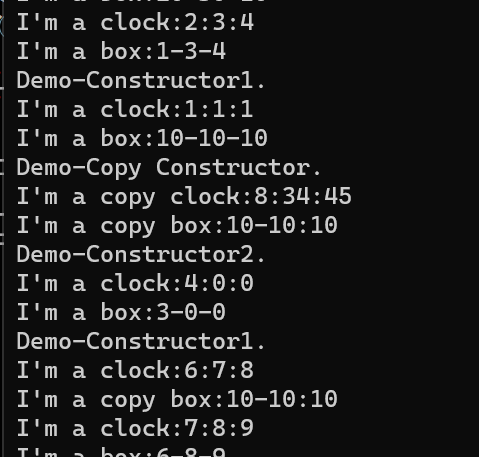 I'm a clock:2:3:4
I'm a box:1-3-4
Demo-Constructor1.
I'm a clock:1:1:1
I'm a box:10-10-10
Demo-Copy Constructor.
I'm a copy clock:8:34:45
I'm a copy box:10-10:10
Demo-Constructor2.
I'm a clock:4:0:0
I'm a box:3-0-0
Demo-Constructor1.
I'm a clock:6:7:8
I'm a copy box:10-10:10
I'm a clock:7:8:9
I'm a box:6-8-9